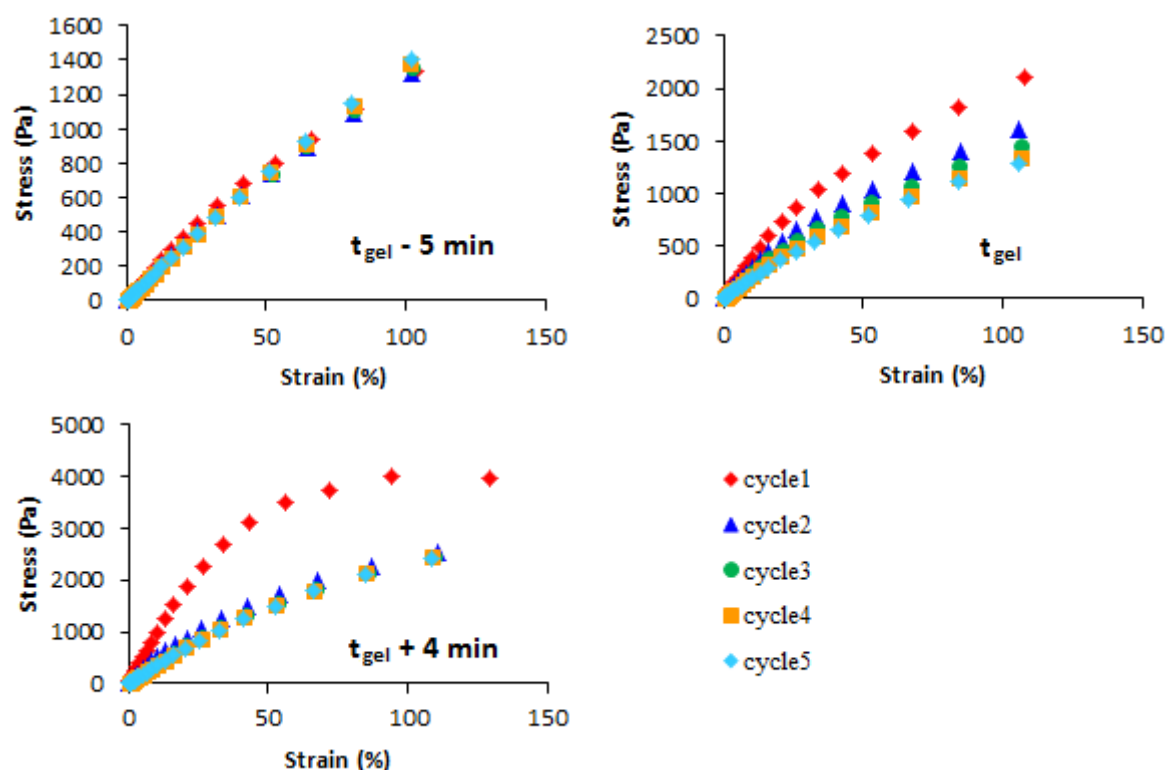 1600
1400
1200
1000
800
600
400
200
0
Stress (Pa)
t_gel - 5 min
0 50 100 150
Strain (%)
2500
2000
1500
1000
500
0
Stress (Pa)
t_gel
0 50 100 150
Strain (%)
5000
4000
3000
2000
1000
0
Stress (Pa)
t_gel + 4 min
0 50 100 150
Strain (%)
cycle1
cycle2
cycle3
cycle4
cycle5